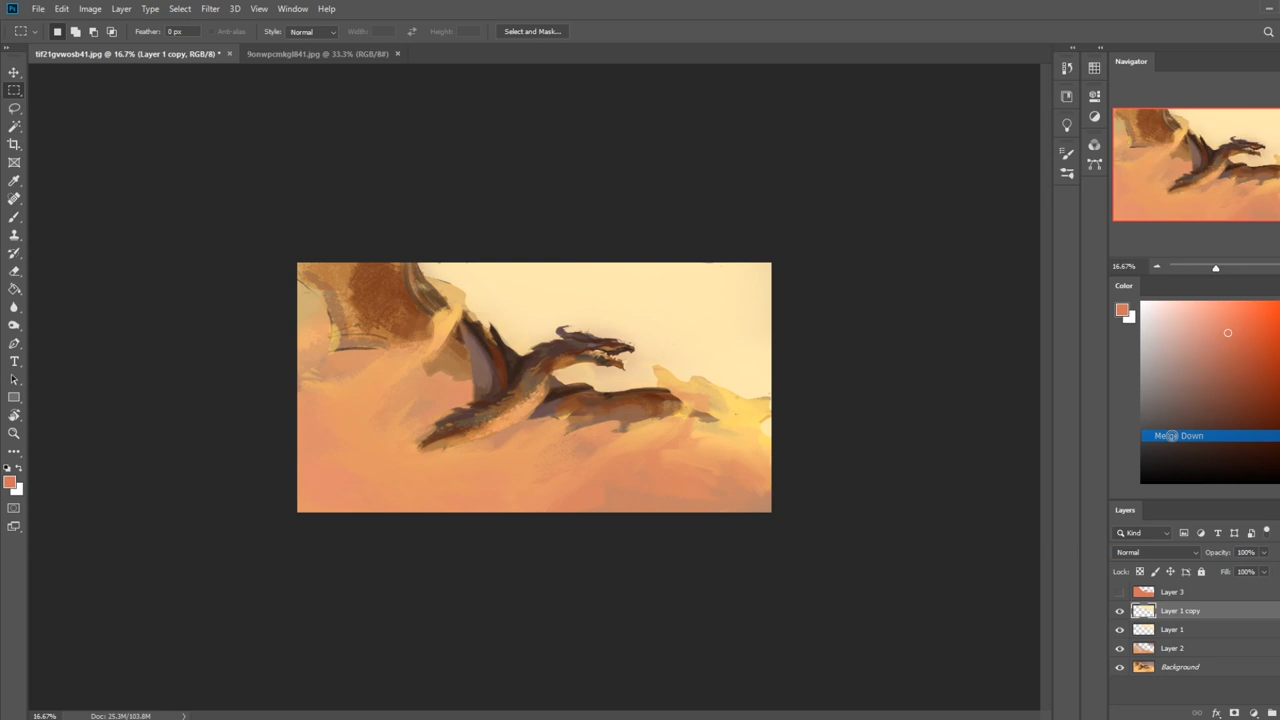 Ps File Edit Image Layer Type Select Filter 3D View Window Help
Feather: 0 px Anti-alias Style: Normal Width: Height: Select and Mask...
tif21gvwosb41.jpg @ 16.7% (Layer 1 copy, RGB/8) * × 9onwpcmkgl841.jpg @ 33.3% (RGB/8#) ×
Navigator
16.67%
Color
Merge Down
Layers
Kind
Normal Opacity: 100%
Lock: Fill: 100%
Layer 3
Layer 1 copy
Layer 1
Layer 2
Background
16.67% Doc: 25.3M/103.8M